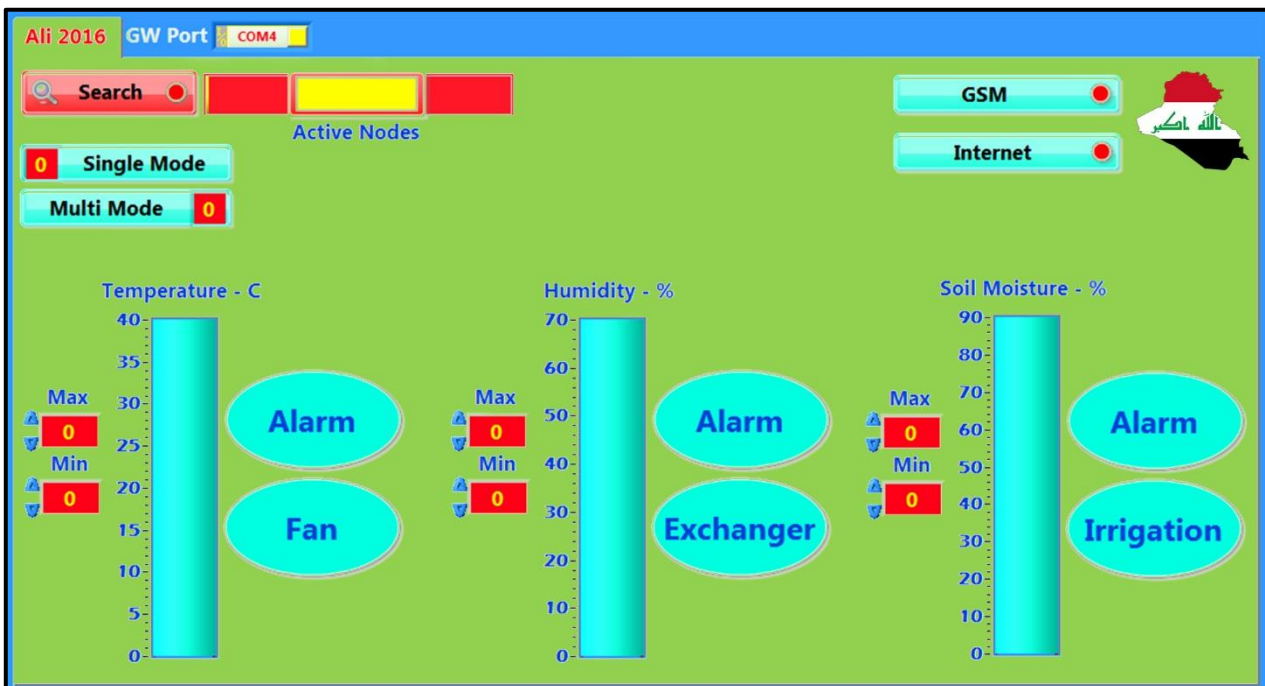 Ali 2016 GW Port COM4
Search
Active Nodes
0 Single Mode
Multi Mode 0
GSM
Internet
الله اكبر
Temperature - C
40
35
30
25
20
15
10
5
0
Max
0
Min
0
Alarm
Fan
Humidity - %
70
60
50
40
30
20
10
0
Max
0
Min
0
Alarm
Exchanger
Soil Moisture - %
90
80
70
60
50
40
30
20
10
0
Max
0
Min
0
Alarm
Irrigation